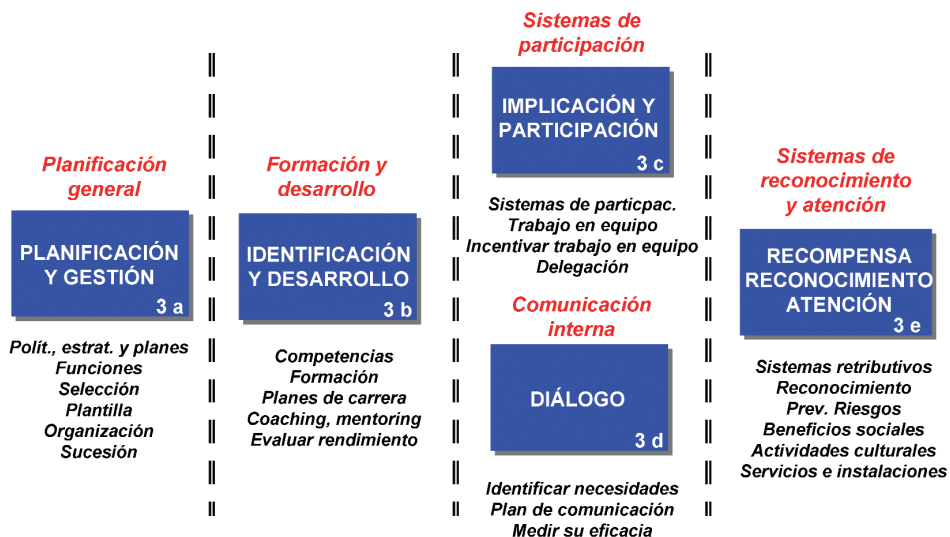 Planificación
general
PLANIFICACIÓN
Y GESTIÓN
3 a
Polít., estrat. y planes
Funciones
Selección
Plantilla
Organización
Sucesión
Formación y
desarrollo
IDENTIFICACIÓN
Y DESARROLLO
3 b
Competencias
Formación
Planes de carrera
Coaching, mentoring
Evaluar rendimiento
Sistemas de
participación
IMPLICACIÓN Y
PARTICIPACIÓN
3 c
Sistemas de particpac.
Trabajo en equipo
Incentivar trabajo en equipo
Delegación
Comunicación
interna
DIÁLOGO
3 d
Identificar necesidades
Plan de comunicación
Medir su eficacia
Sistemas de
reconocimiento
y atención
RECOMPENSA
RECONOCIMIENTO
ATENCIÓN
3 e
Sistemas retributivos
Reconocimiento
Prev. Riesgos
Beneficios sociales
Actividades culturales
Servicios e instalaciones